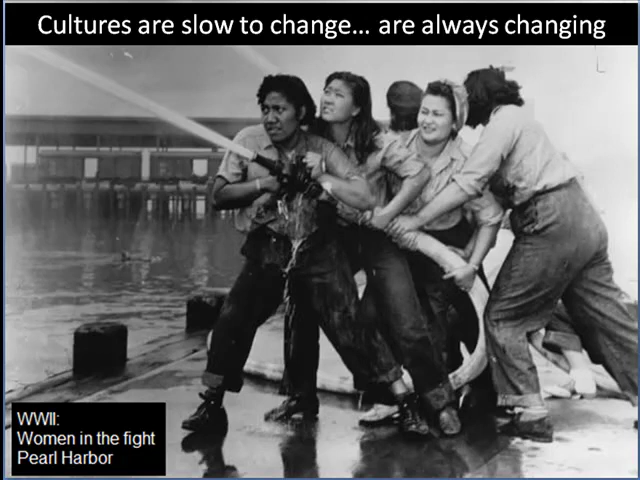 Cultures are slow to change... are always changing
WWII:
Women in the fight
Pearl Harbor